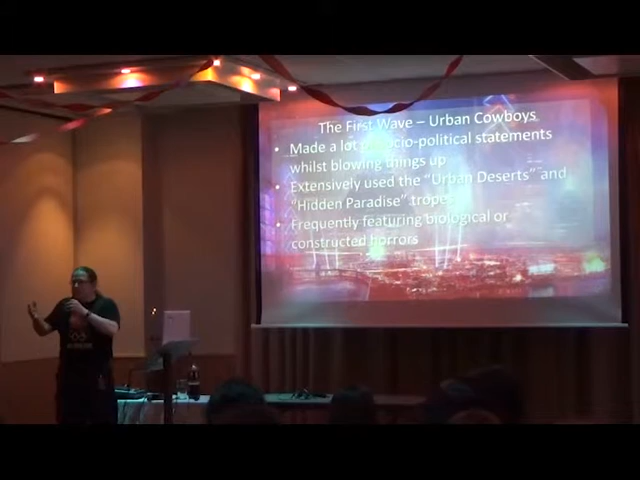 The First Wave – Urban Cowboys
• Made a lot of socio-political statements
whilst blowing things up
• Extensively used the "Urban Deserts" and
"Hidden Paradise" tropes
• Frequently featuring biological or
constructed horrors